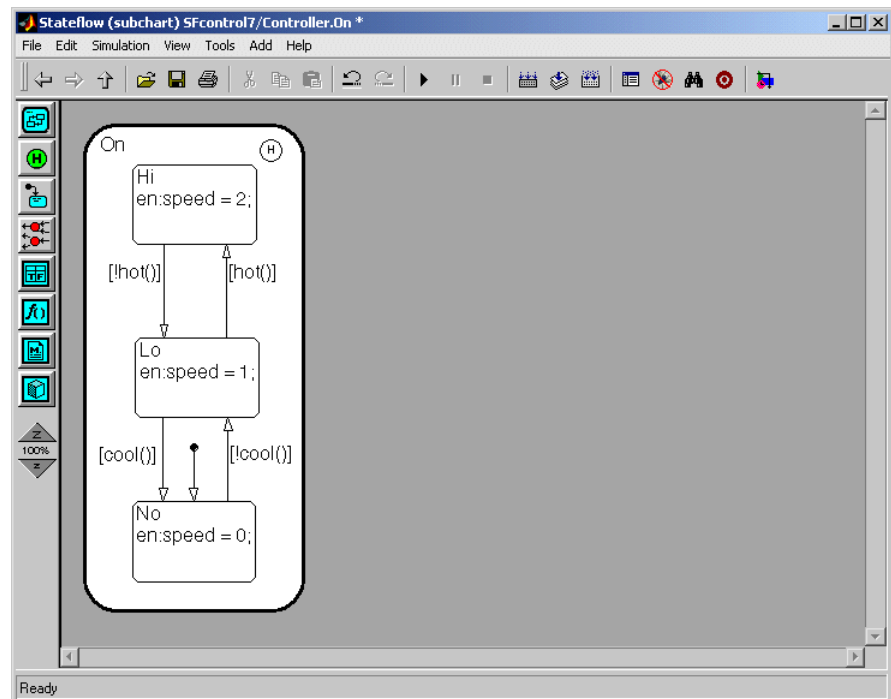 Stateflow (subchart) SFcontrol7/Controller.On *
File Edit Simulation View Tools Add Help
On
H
Hi
en:speed = 2;
[!hot()]
[hot()]
Lo
en:speed = 1;
[cool()]
[!cool()]
No
en:speed = 0;
H
TF
f()
M
Z
100%
z
Ready